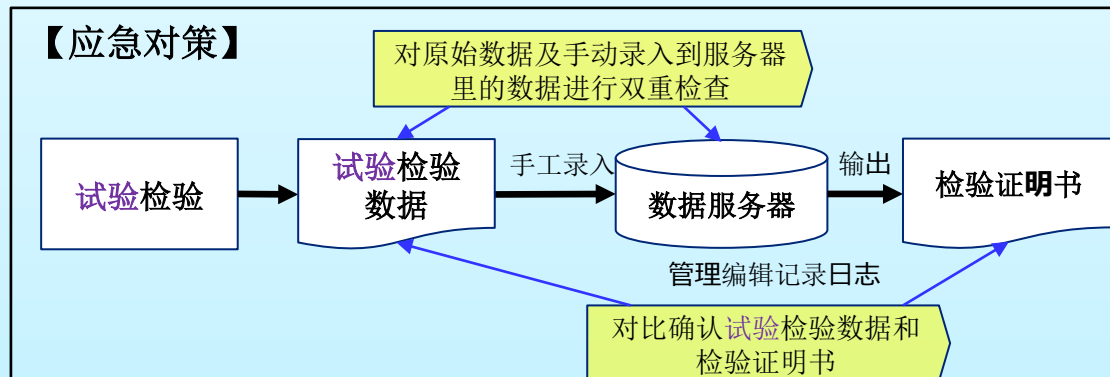 【应急对策】
对原始数据及手动录入到服务器
里的数据进行双重检查
试验检验
试验检验
数据
手工录入
数据服务器
输出
检验证明书
管理编辑记录日志
对比确认试验检验数据和
检验证明书